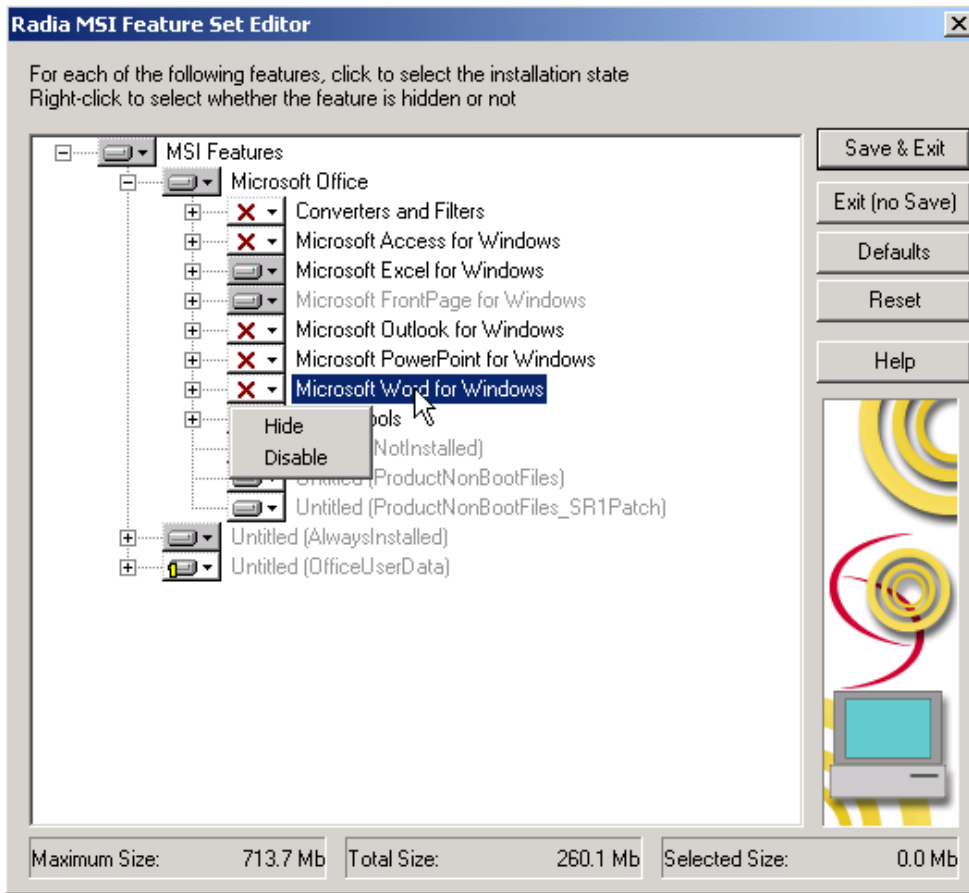 Radia MSI Feature Set Editor
For each of the following features, click to select the installation state
Right-click to select whether the feature is hidden or not
MSI Features
Microsoft Office
Converters and Filters
Microsoft Access for Windows
Microsoft Excel for Windows
Microsoft FrontPage for Windows
Microsoft Outlook for Windows
Microsoft PowerPoint for Windows
Microsoft Word for Windows
Hide
Disable
NotInstalled)
Untitled (ProductNonBootFiles)
Untitled (ProductNonBootFiles_SR1Patch)
Untitled (AlwaysInstalled)
Untitled (OfficeUserData)
Save & Exit
Exit (no Save)
Defaults
Reset
Help
Maximum Size: 713.7 Mb Total Size: 260.1 Mb Selected Size: 0.0 Mb